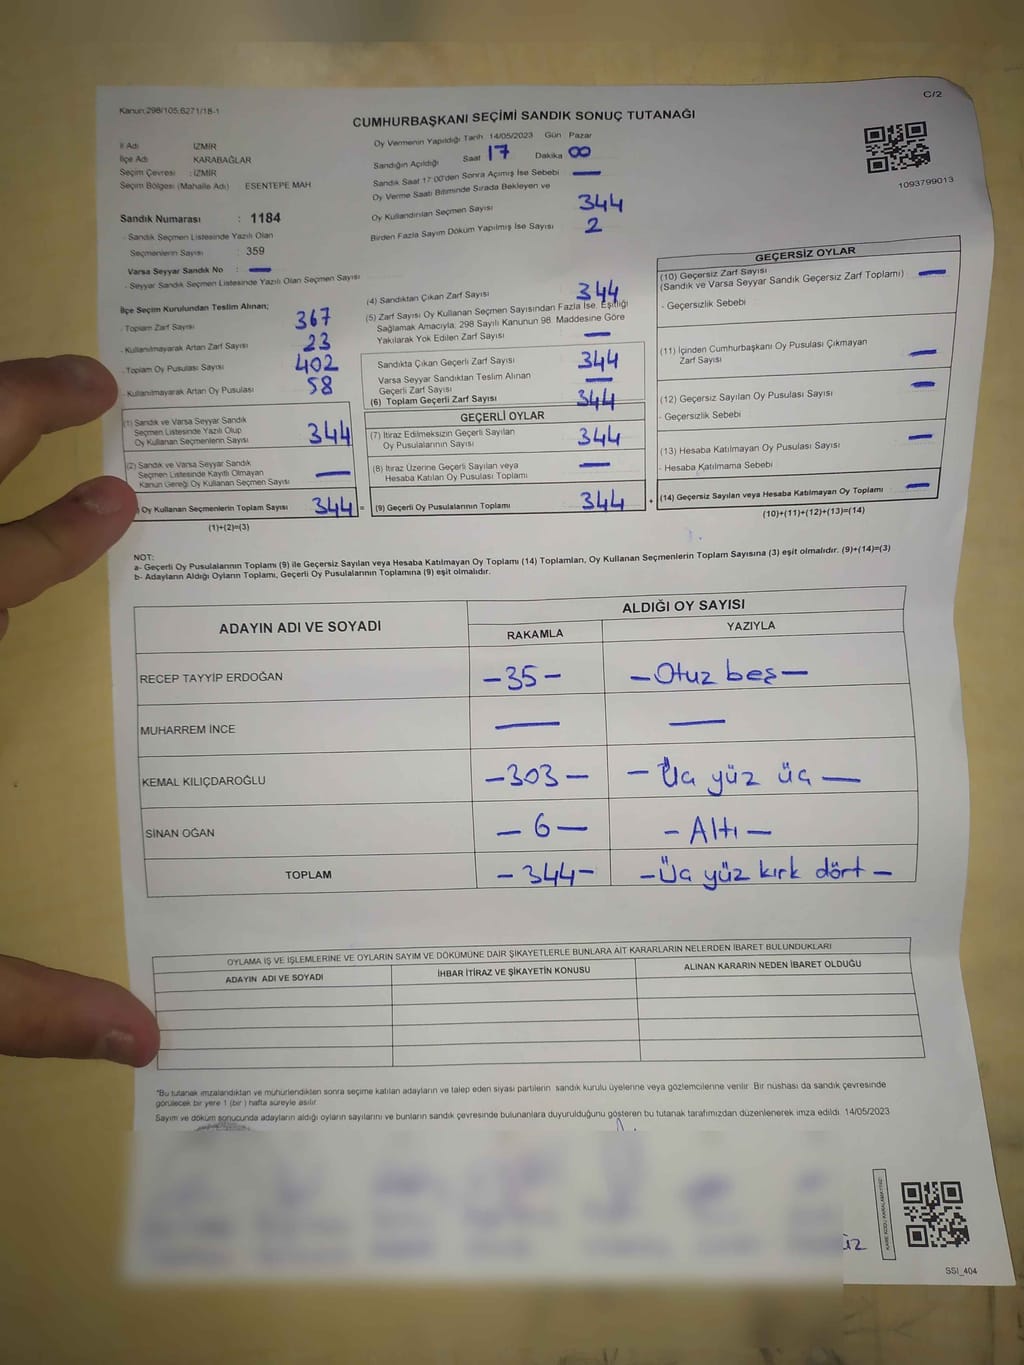 Kanun:298/105;6271/18-1
C/2
CUMHURBAŞKANI SEÇİMİ SANDIK SONUÇ TUTANAĞI
1093799013
İl Adı İZMİR
İlçe Adı KARABAĞLAR
Seçim Çevresi : İZMİR
Seçim Bölgesi (Mahalle Adı) ESENTEPE MAH
Sandık Numarası : 1184
- Sandık Seçmen Listesinde Yazılı Olan
Seçmenlerin Sayısı : 359
Varsa Seyyar Sandık No : —
- Seyyar Sandık Seçmen Listesinde Yazılı Olan Seçmen Sayısı
Oy Vermenin Yapıldığı Tarih 14/05/2023 Gün Pazar
Sandığın Açıldığı Saat 17 Dakika 00
Sandık Saat 17:00'den Sonra Açımış İse Sebebi —
Oy Verme Saati Bitiminde Sırada Bekleyen ve
Oy Kullandırılan Seçmen Sayısı 344
Birden Fazla Sayım Döküm Yapılmış İse Sayısı 2
İlçe Seçim Kurulundan Teslim Alınan;
- Toplam Zarf Sayısı 367
- Kullanılmayarak Artan Zarf Sayısı 23
- Toplam Oy Pusulası Sayısı 402
- Kullanılmayarak Artan Oy Pusulası 58
(1) Sandık ve Varsa Seyyar Sandık
Seçmen Listesinde Yazılı Olup
Oy Kullanan Seçmenlerin Sayısı 344
(2) Sandık ve Varsa Seyyar Sandık
Seçmen Listesinde Kayıtlı Olmayan
Kanun Gereği Oy Kullanan Seçmen Sayısı —
) Oy Kullanan Seçmenlerin Toplam Sayısı 344 =
(1)+(2)=(3)
(4) Sandıktan Çıkan Zarf Sayısı 344
(5) Zarf Sayısı Oy Kullanan Seçmen Sayısından Fazla İse, Eşitliği
Sağlamak Amacıyla; 298 Sayılı Kanunun 98. Maddesine Göre
Yakılarak Yok Edilen Zarf Sayısı —
Sandıkta Çıkan Geçerli Zarf Sayısı 344
Varsa Seyyar Sandıktan Teslim Alınan
Geçerli Zarf Sayısı —
(6) Toplam Geçerli Zarf Sayısı 344
GEÇERLİ OYLAR
(7) İtiraz Edilmeksizin Geçerli Sayılan
Oy Pusulalarının Sayısı 344
(8) İtiraz Üzerine Geçerli Sayılan veya
Hesaba Katılan Oy Pusulası Toplamı —
(9) Geçerli Oy Pusulalarının Toplamı 344 +
GEÇERSİZ OYLAR
(10) Geçersiz Zarf Sayısı
(Sandık ve Varsa Seyyar Sandık Geçersiz Zarf Toplamı) —
- Geçersizlik Sebebi
(11) İçinden Cumhurbaşkanı Oy Pusulası Çıkmayan
Zarf Sayısı —
(12) Geçersiz Sayılan Oy Pusulası Sayısı —
- Geçersizlik Sebebi
(13) Hesaba Katılmayan Oy Pusulası Sayısı —
- Hesaba Katılmama Sebebi
(14) Geçersiz Sayılan veya Hesaba Katılmayan Oy Toplamı —
(10)+(11)+(12)+(13)=(14)
NOT:
a- Geçerli Oy Pusulalarının Toplamı (9) ile Geçersiz Sayılan veya Hesaba Katılmayan Oy Toplamı (14) Toplamları, Oy Kullanan Seçmenlerin Toplam Sayısına (3) eşit olmalıdır. (9)+(14)=(3)
b- Adayların Aldığı Oyların Toplamı, Geçerli Oy Pusulalarının Toplamına (9) eşit olmalıdır.
ADAYIN ADI VE SOYADI
ALDIĞI OY SAYISI
RAKAMLA YAZIYLA
RECEP TAYYİP ERDOĞAN –35– –Otuz beş–
MUHARREM İNCE — —
KEMAL KILIÇDAROĞLU –303– –Üç yüz üç–
SİNAN OĞAN –6– –Altı–
TOPLAM –344– –Üç yüz kırk dört–
OYLAMA İŞ VE İŞLEMLERİNE VE OYLARIN SAYIM VE DÖKÜMÜNE DAİR ŞİKAYETLERLE BUNLARA AİT KARARLARIN NELERDEN İBARET BULUNDUKLARI
ADAYIN ADI VE SOYADI İHBAR İTİRAZ VE ŞİKAYETİN KONUSU ALINAN KARARIN NEDEN İBARET OLDUĞU
"Bu tutanak imzalandıktan ve mühürlendikten sonra seçime katılan adayların ve talep eden siyasi partilerin sandık kurulu üyelerine veya gözlemcilerine verilir. Bir nüshası da sandık çevresinde
görülecek bir yere 1 (bir ) hafta süreyle asılır.
Sayım ve döküm sonucunda adayların aldığı oyların sayılarını ve bunların sandık çevresinde bulunanlara duyurulduğunu gösteren bu tutanak tarafımızdan düzenlenerek imza edildi. 14/05/2023
SSI_404